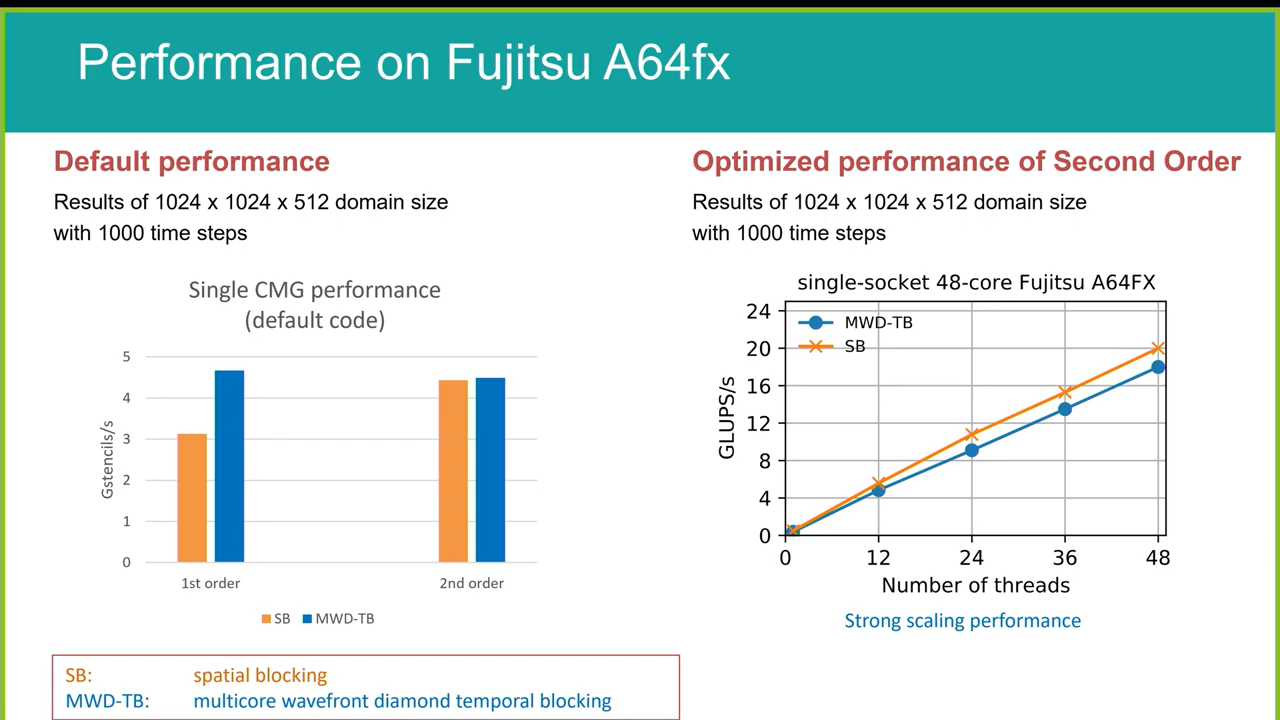 Performance on Fujitsu A64fx
Default performance
Results of 1024 x 1024 x 512 domain size
with 1000 time steps
Single CMG performance
(default code)
Gstencils/s
5
4
3
2
1
0
1st order
2nd order
SB
MWD-TB
SB: spatial blocking
MWD-TB: multicore wavefront diamond temporal blocking
Optimized performance of Second Order
Results of 1024 x 1024 x 512 domain size
with 1000 time steps
single-socket 48-core Fujitsu A64FX
MWD-TB
SB
GLUPS/s
24
20
16
12
8
4
0
0 12 24 36 48
Number of threads
Strong scaling performance